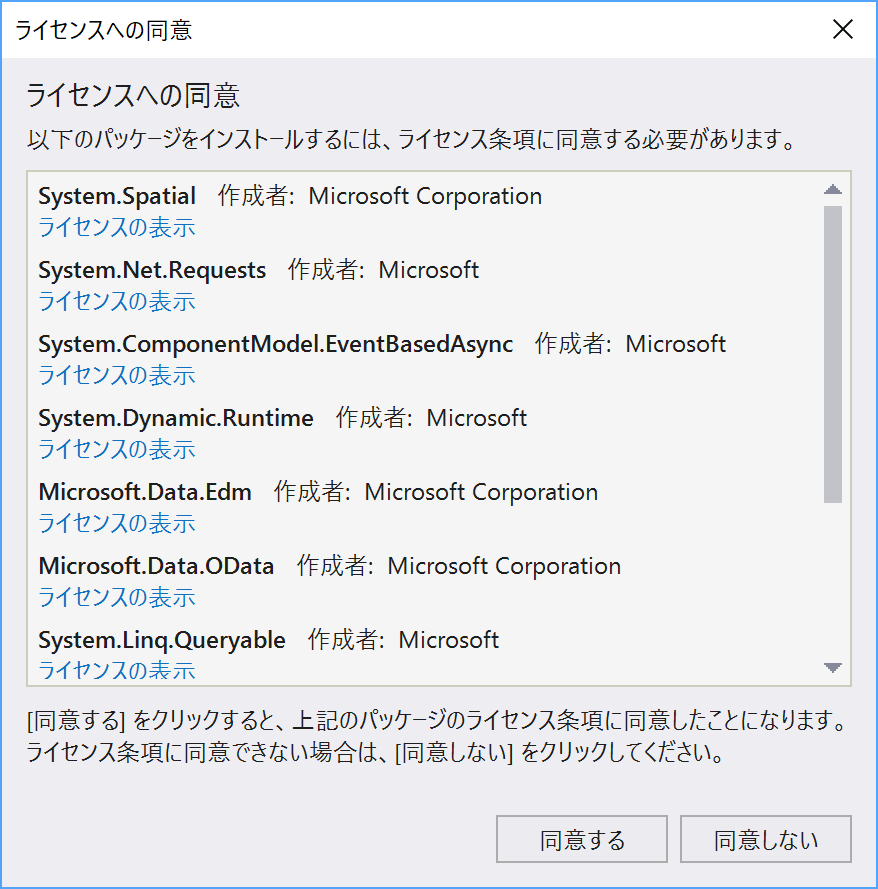 ライセンスへの同意
ライセンスへの同意
以下のパッケージをインストールするには、ライセンス条項に同意する必要があります。
System.Spatial 作成者: Microsoft Corporation
ライセンスの表示
System.Net.Requests 作成者: Microsoft
ライセンスの表示
System.ComponentModel.EventBasedAsync 作成者: Microsoft
ライセンスの表示
System.Dynamic.Runtime 作成者: Microsoft
ライセンスの表示
Microsoft.Data.Edm 作成者: Microsoft Corporation
ライセンスの表示
Microsoft.Data.OData 作成者: Microsoft Corporation
ライセンスの表示
System.Linq.Queryable 作成者: Microsoft
ライセンスの表示
[同意する] をクリックすると、上記のパッケージのライセンス条項に同意したことになります。
ライセンス条項に同意できない場合は、[同意しない] をクリックしてください。
同意する 同意しない